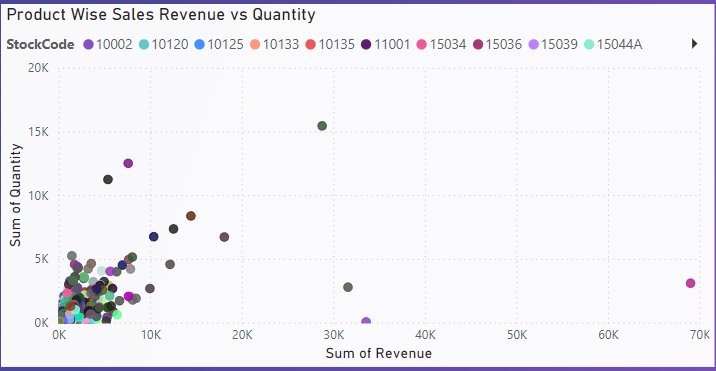 Product Wise Sales Revenue vs Quantity
StockCode 10002 10120 10125 10133 10135 11001 15034 15036 15039 15044A
20K
15K
10K
5K
0K
Sum of Quantity
0K 10K 20K 30K 40K 50K 60K 70K
Sum of Revenue